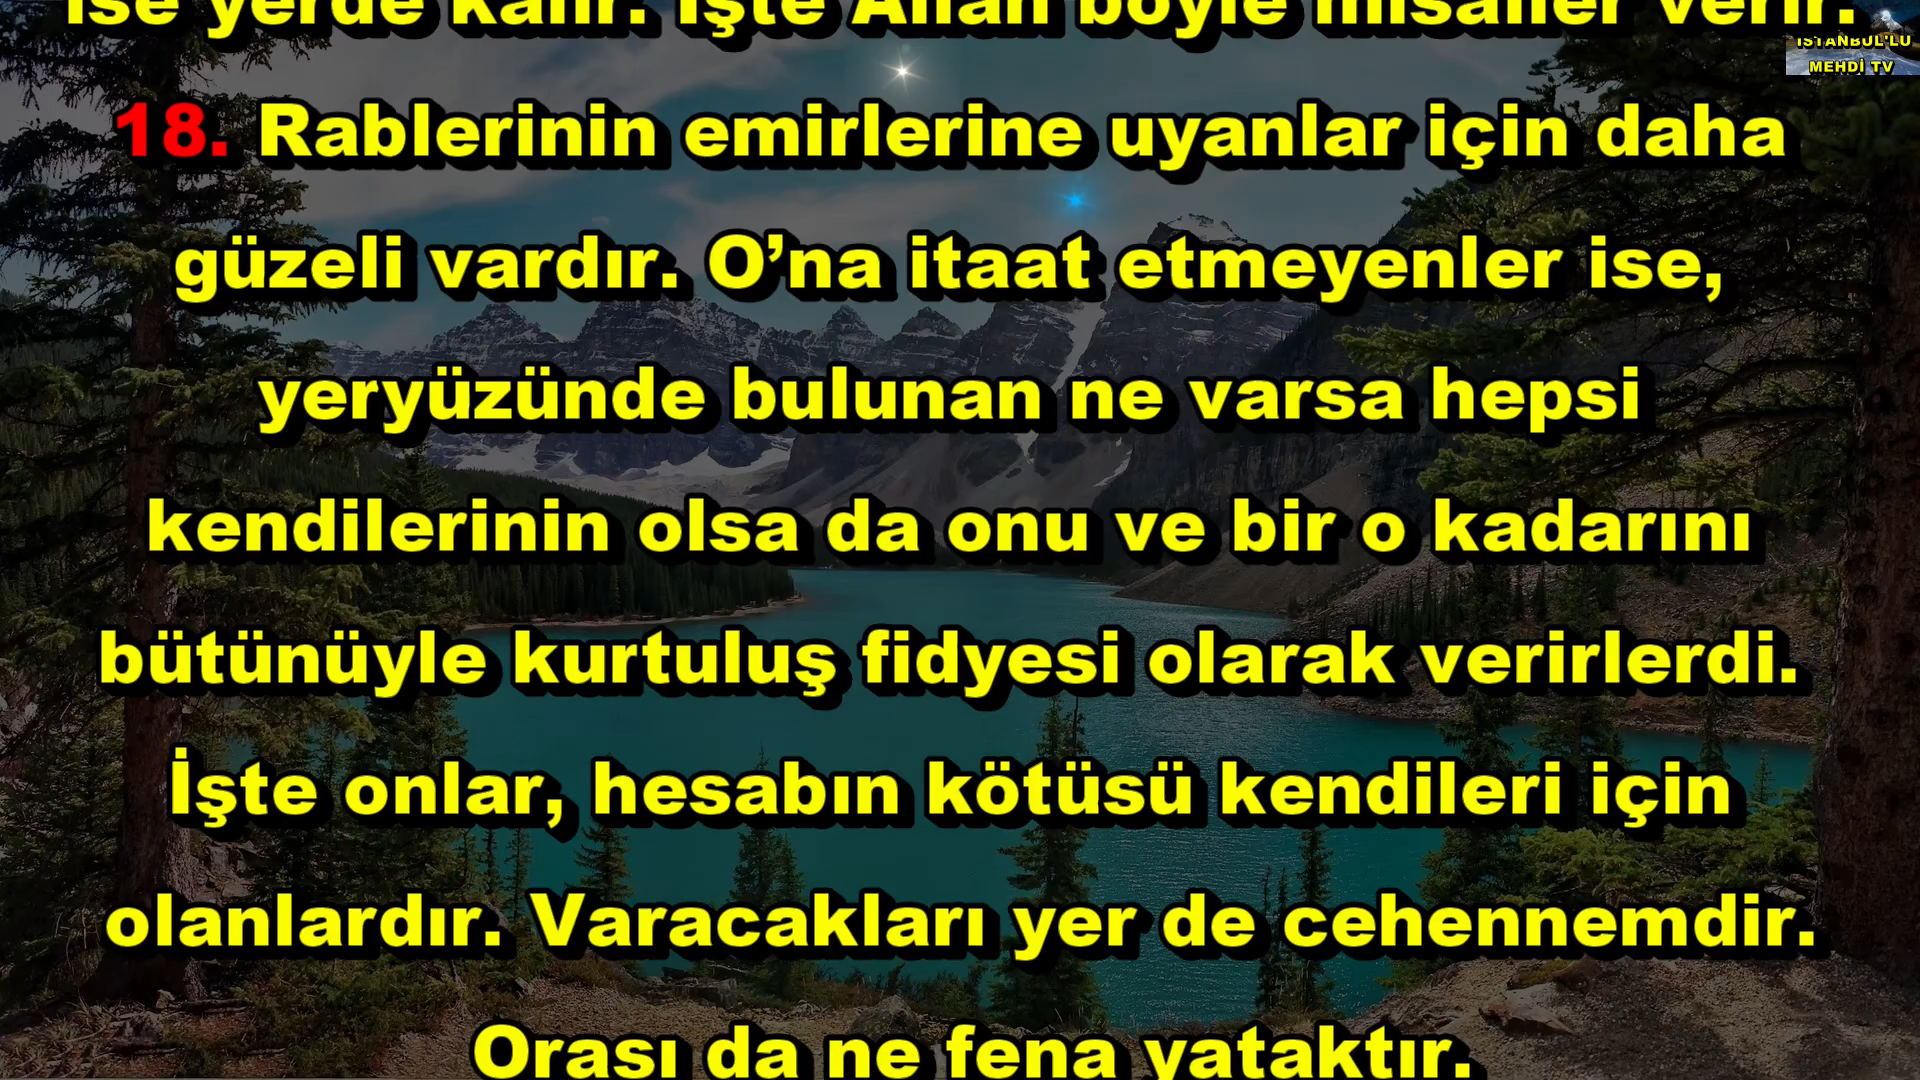 ise yerde kalır. İşte Allah böyle misaller verir.
İSTANBUL'LU
MEHDİ TV
18. Rablerinin emirlerine uyanlar için daha
güzeli vardır. O’na itaat etmeyenler ise,
yeryüzünde bulunan ne varsa hepsi
kendilerinin olsa da onu ve bir o kadarını
bütünüyle kurtuluş fidyesi olarak verirlerdi.
İşte onlar, hesabın kötüsü kendileri için
olanlardır. Varacakları yer de cehennemdir.
Orası da ne fena yataktır.